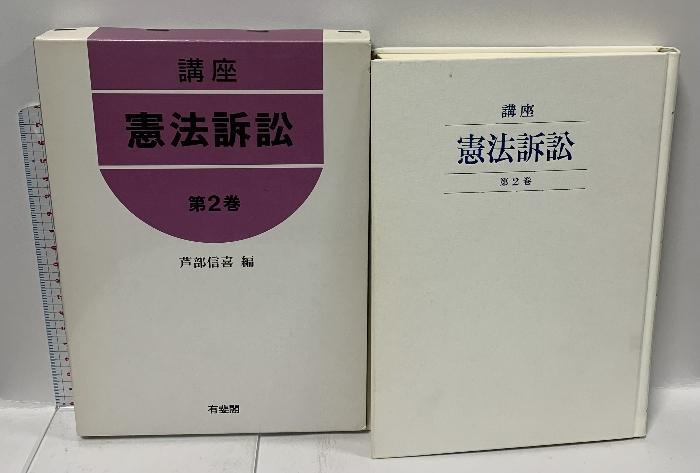 講座
憲法訴訟
第2巻
芦部信喜 編
有斐閣
講座
憲法訴訟
第2巻